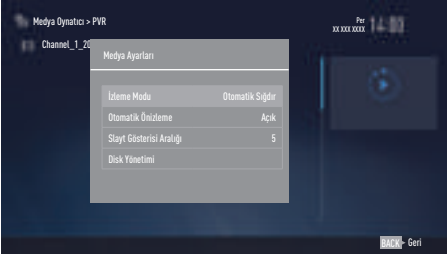 Medya Oynatıcı > PVR
Per
xx xxx xxxx 14:03
Channel_1_20
Medya Ayarları
İzleme Modu Otomatik Sığdır
Otomatik Önizleme Açık
Slayt Gösterisi Aralığı 5
Disk Yönetimi
BACK Geri